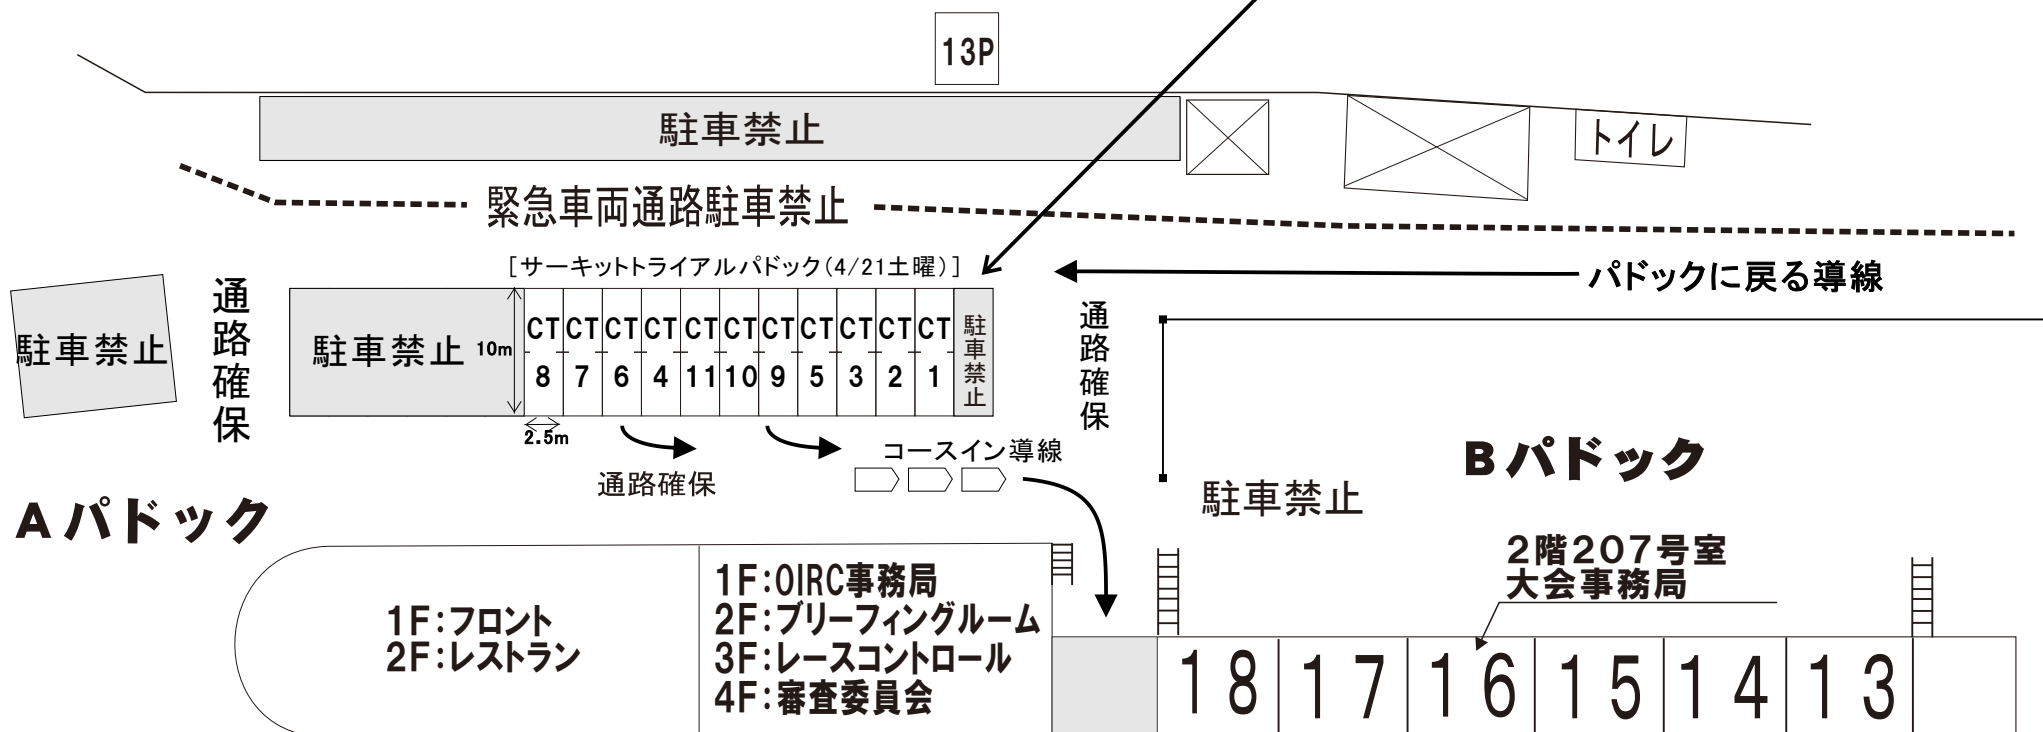 13P
駐車禁止
トイレ
緊急車両通路駐車禁止
[サーキットトライアルパドック(4/21土曜)]
パドックに戻る導線
駐車禁止
通路確保
駐車禁止
10m
CT CT CT CT CT CT CT CT CT CT CT
8 7 6 4 11 10 9 5 3 2 1
駐車禁止
通路確保
2.5m
通路確保
コースイン導線
Aパドック
Bパドック
駐車禁止
2階207号室
大会事務局
1F:フロント
2F:レストラン
1F:OIRC事務局
2F:ブリーフィングルーム
3F:レースコントロール
4F:審査委員会
18 17 16 15 14 13